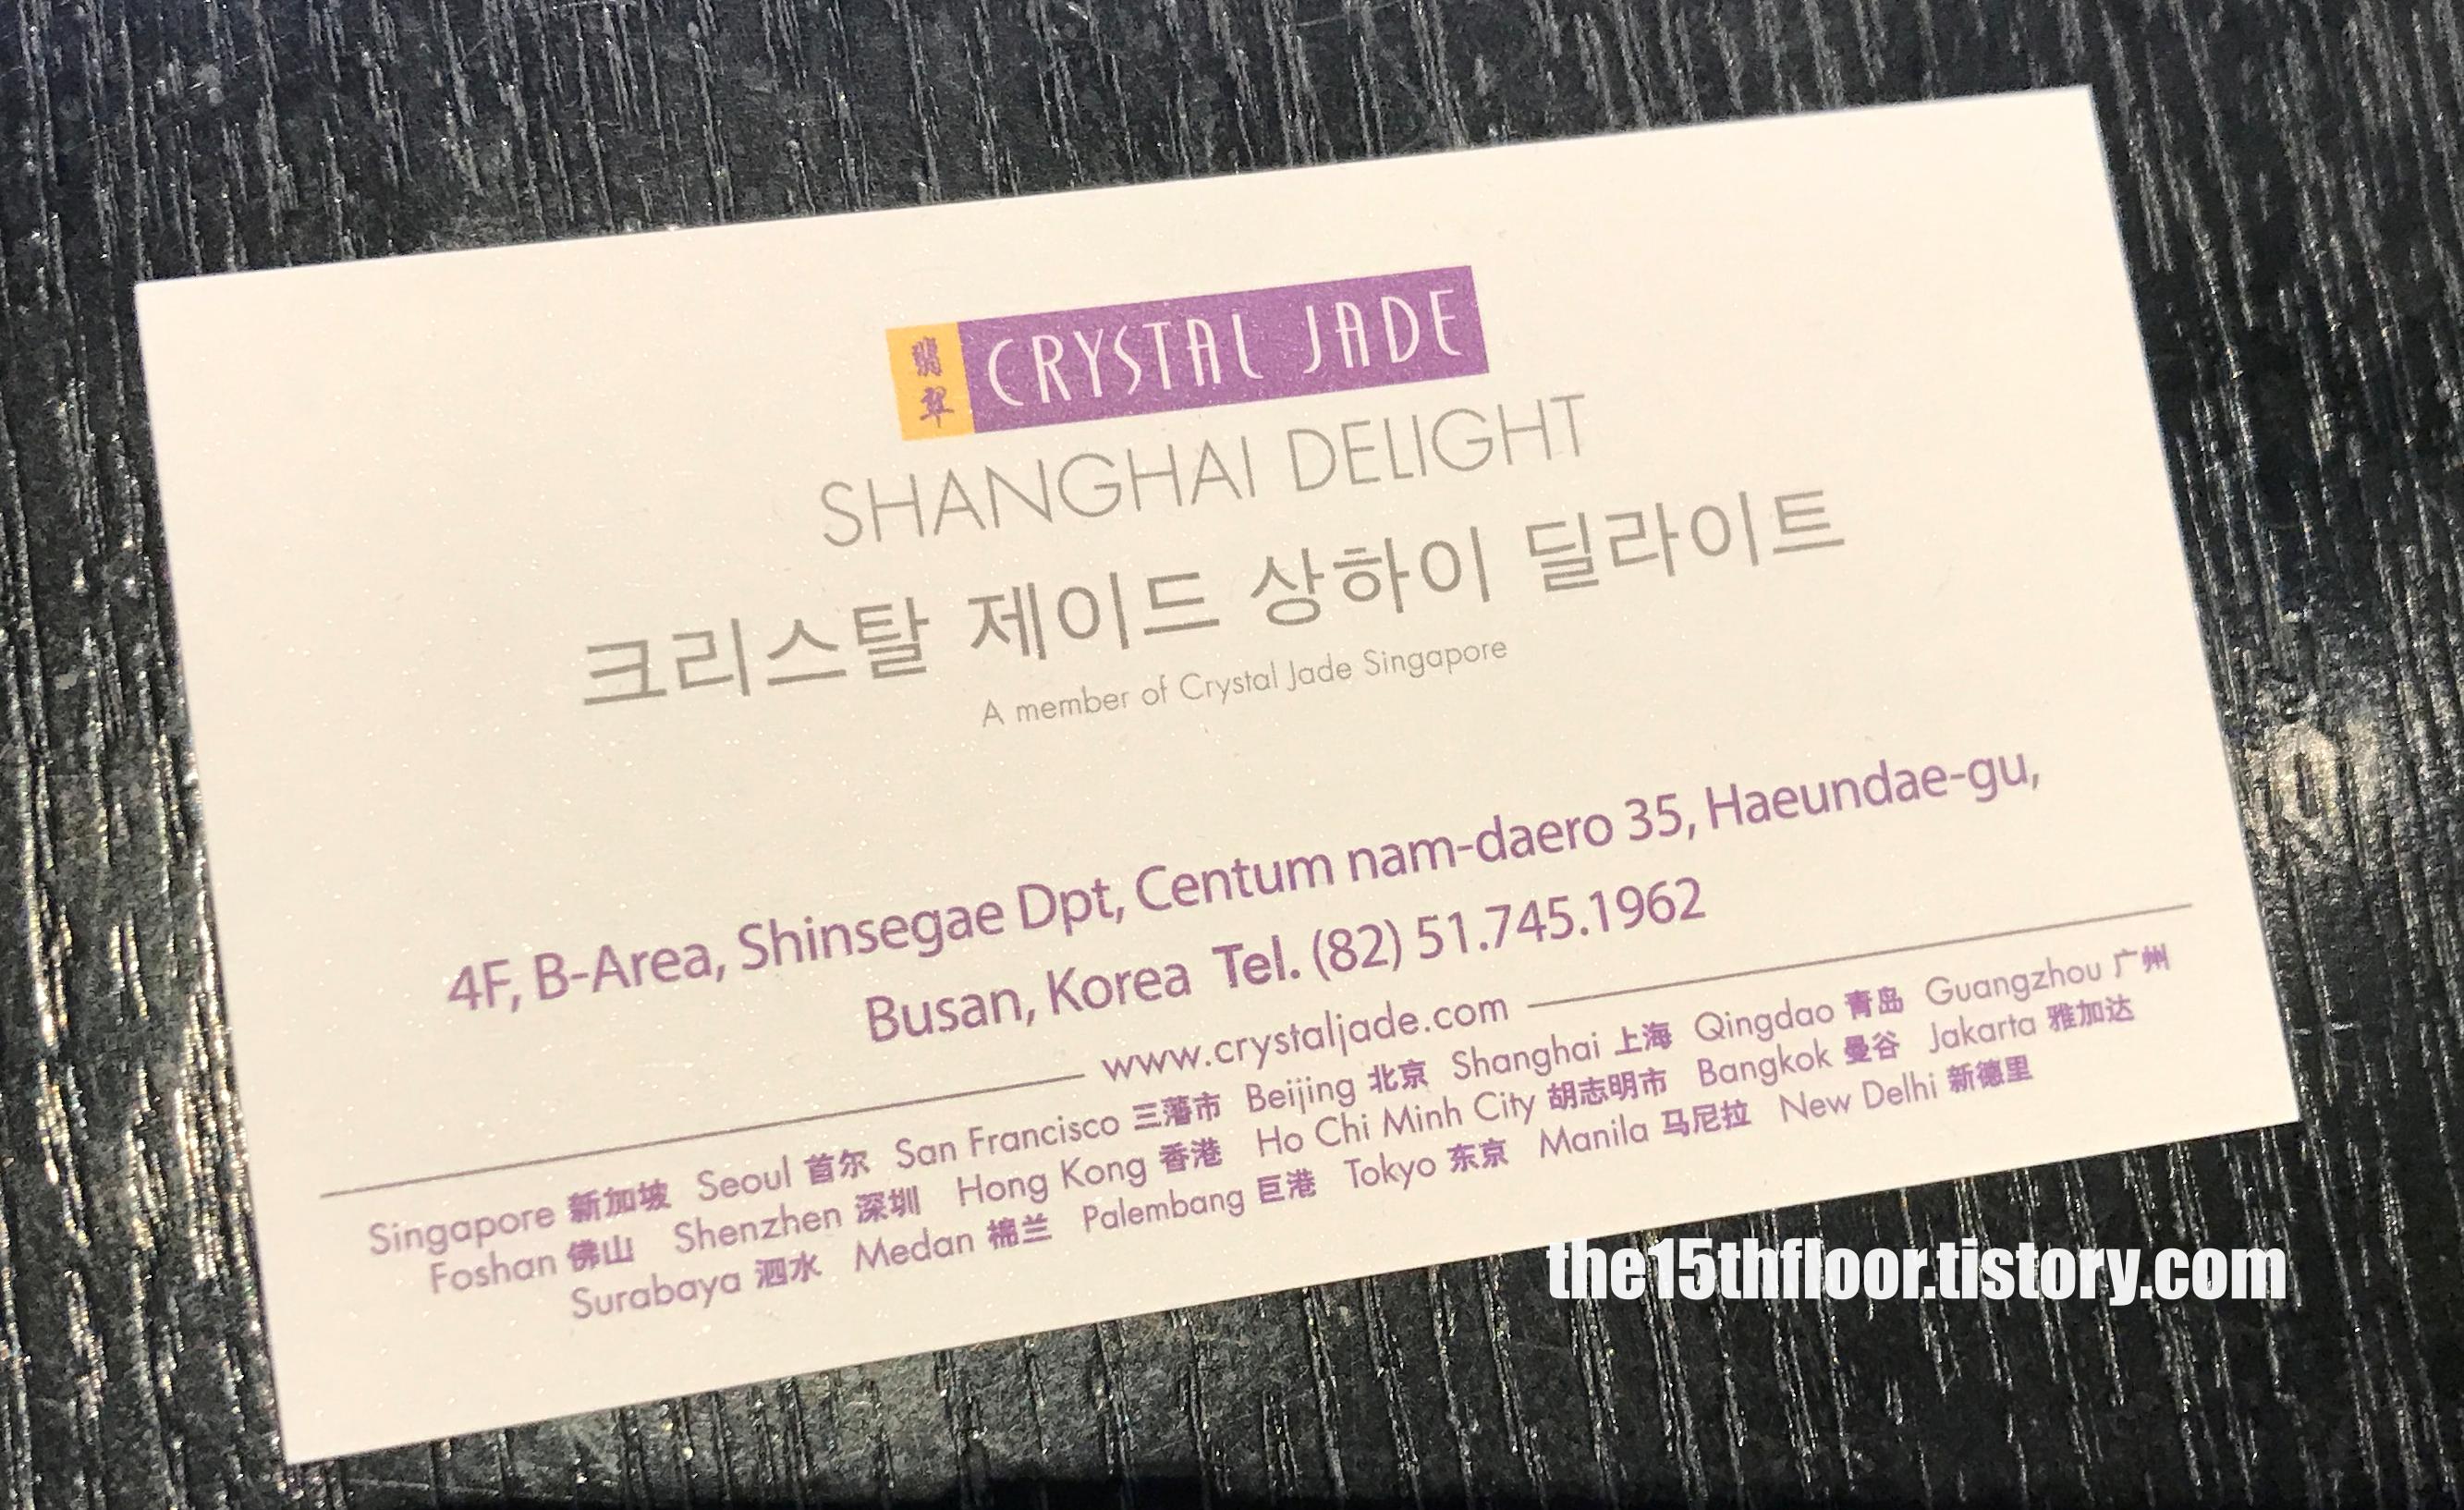 翡翠 CRYSTAL JADE
SHANGHAI DELIGHT
크리스탈 제이드 상하이 딜라이트
A member of Crystal Jade Singapore
4F, B-Area, Shinsegae Dpt, Centum nam-daero 35, Haeundae-gu,
Busan, Korea Tel. (82) 51.745.1962
www.crystaljade.com
Singapore 新加坡 Seoul 首尔 San Francisco 三藩市 Beijing 北京 Shanghai 上海 Qingdao 青岛 Guangzhou 广州
Foshan 佛山 Shenzhen 深圳 Hong Kong 香港 Ho Chi Minh City 胡志明市 Bangkok 曼谷 Jakarta 雅加达
Surabaya 泗水 Medan 棉兰 Palembang 巨港 Tokyo 东京 Manila 马尼拉 New Delhi 新德里
the15thfloor.tistory.com